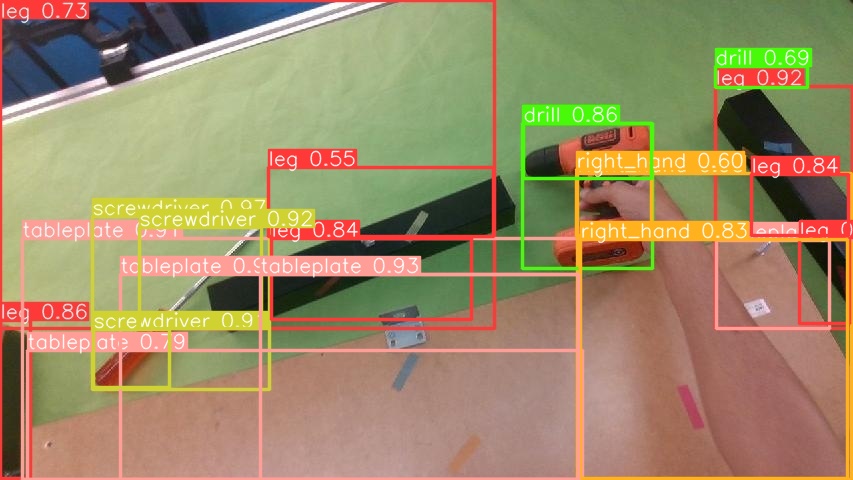 leg 0.73
drill 0.69
leg 0.92
drill 0.86
leg 0.55
right_hand 0.60
leg 0.84
screwdriver 0.97
screwdriver 0.92
tableplate 0.91
leg 0.84
right_hand 0.83
tableplate 0.93
leg 0.86
screwdriver 0.91
tableplate 0.79